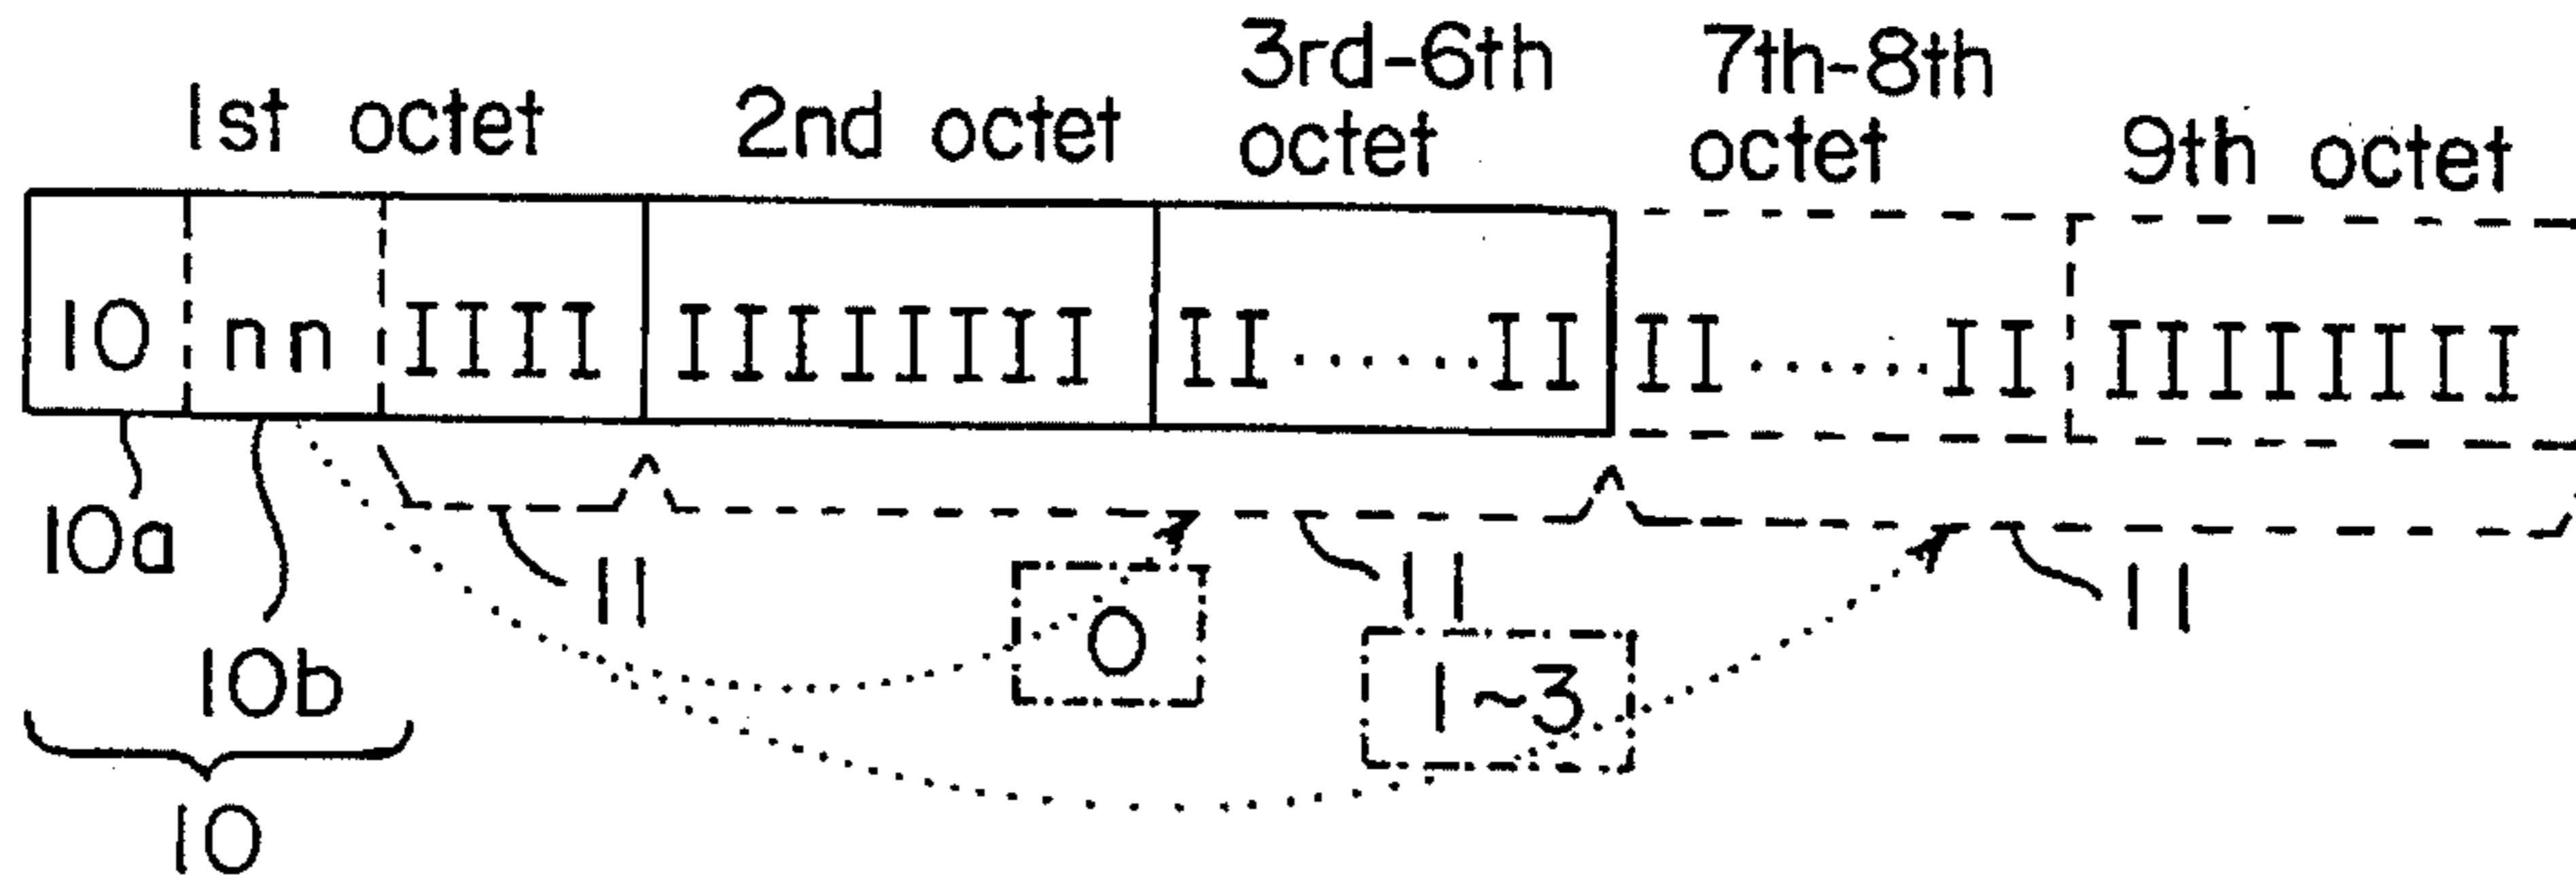 1st octet 2nd octet 3rd-6th octet 7th-8th octet 9th octet
10 nn IIII IIIIIIII II······II II······II IIIIIIII
10a 11 0 11 11
10b 1~3
10